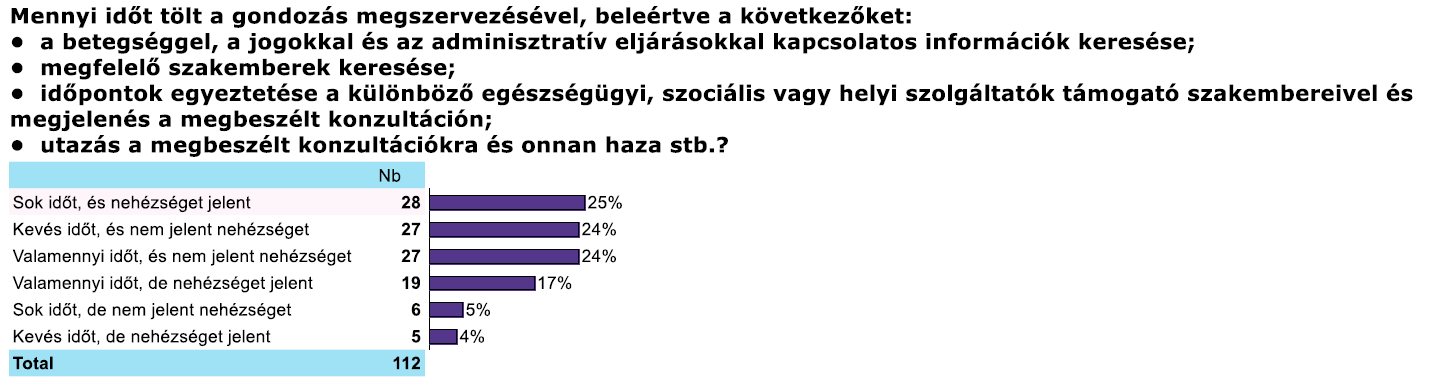 Mennyi időt tölt a gondozás megszervezésével, beleértve a következőket:
● a betegséggel, a jogokkal és az adminisztratív eljárásokkal kapcsolatos információk keresése;
● megfelelő szakemberek keresése;
● időpontok egyeztetése a különböző egészségügyi, szociális vagy helyi szolgáltatók támogató szakembereivel és
megjelenés a megbeszélt konzultáción;
● utazás a megbeszélt konzultációkra és onnan haza stb.?
Nb
Sok időt, és nehézséget jelent 28 25%
Kevés időt, és nem jelent nehézséget 27 24%
Valamennyi időt, és nem jelent nehézséget 27 24%
Valamennyi időt, de nehézséget jelent 19 17%
Sok időt, de nem jelent nehézséget 6 5%
Kevés időt, de nehézséget jelent 5 4%
Total 112